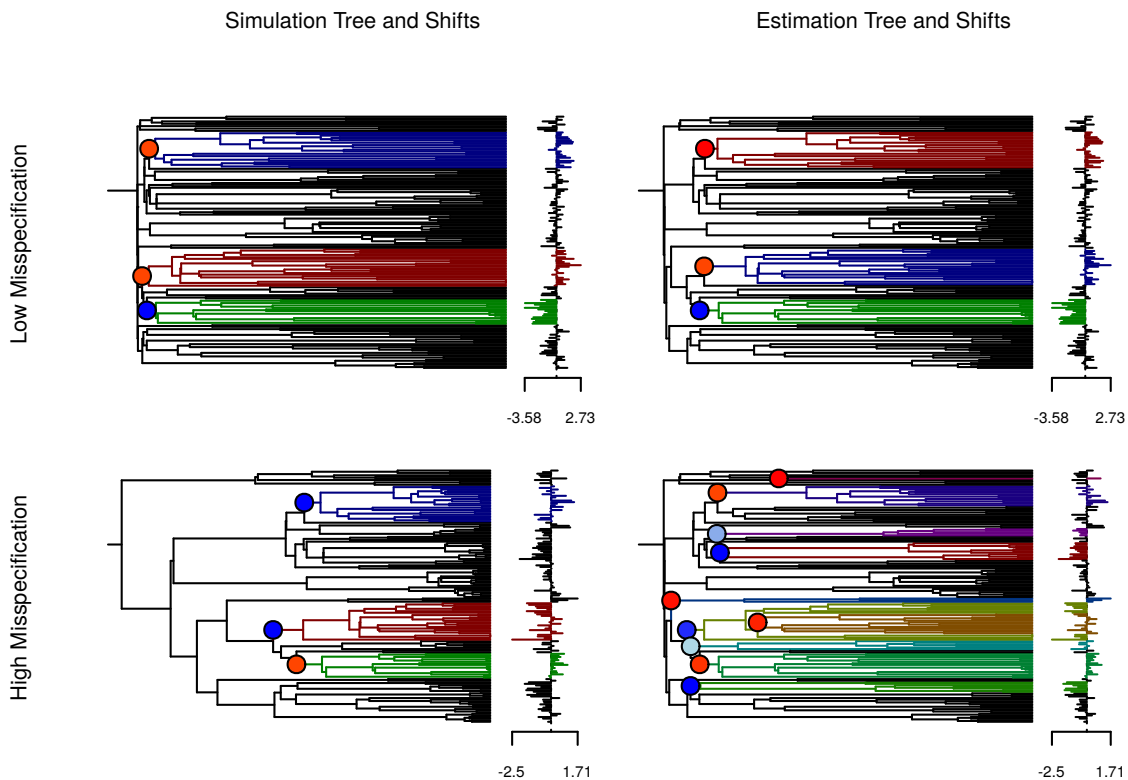 Simulation Tree and Shifts
Estimation Tree and Shifts
Low Misspecification
-3.58 2.73
-3.58 2.73
High Misspecification
-2.5 1.71
-2.5 1.71